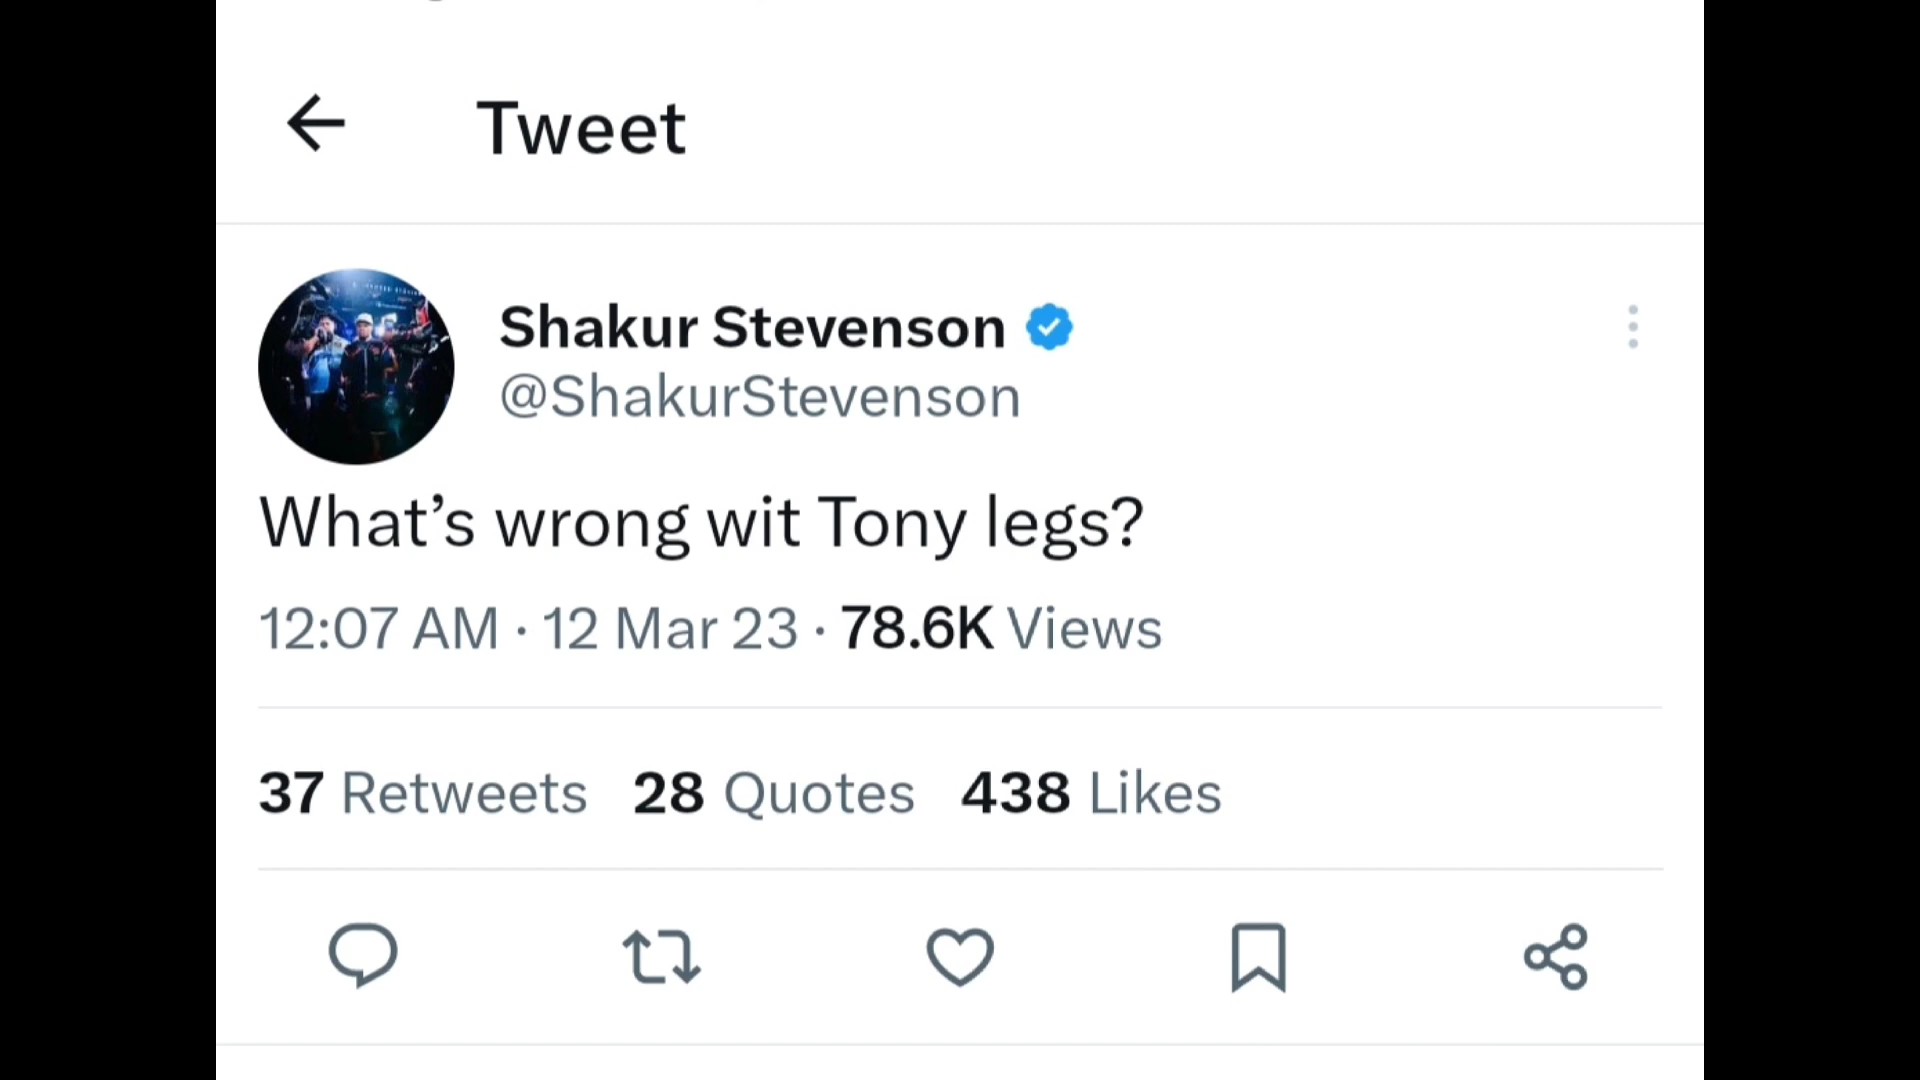 Tweet
Shakur Stevenson
@ShakurStevenson
What’s wrong wit Tony legs?
12:07 AM · 12 Mar 23 · 78.6K Views
37 Retweets 28 Quotes 438 Likes